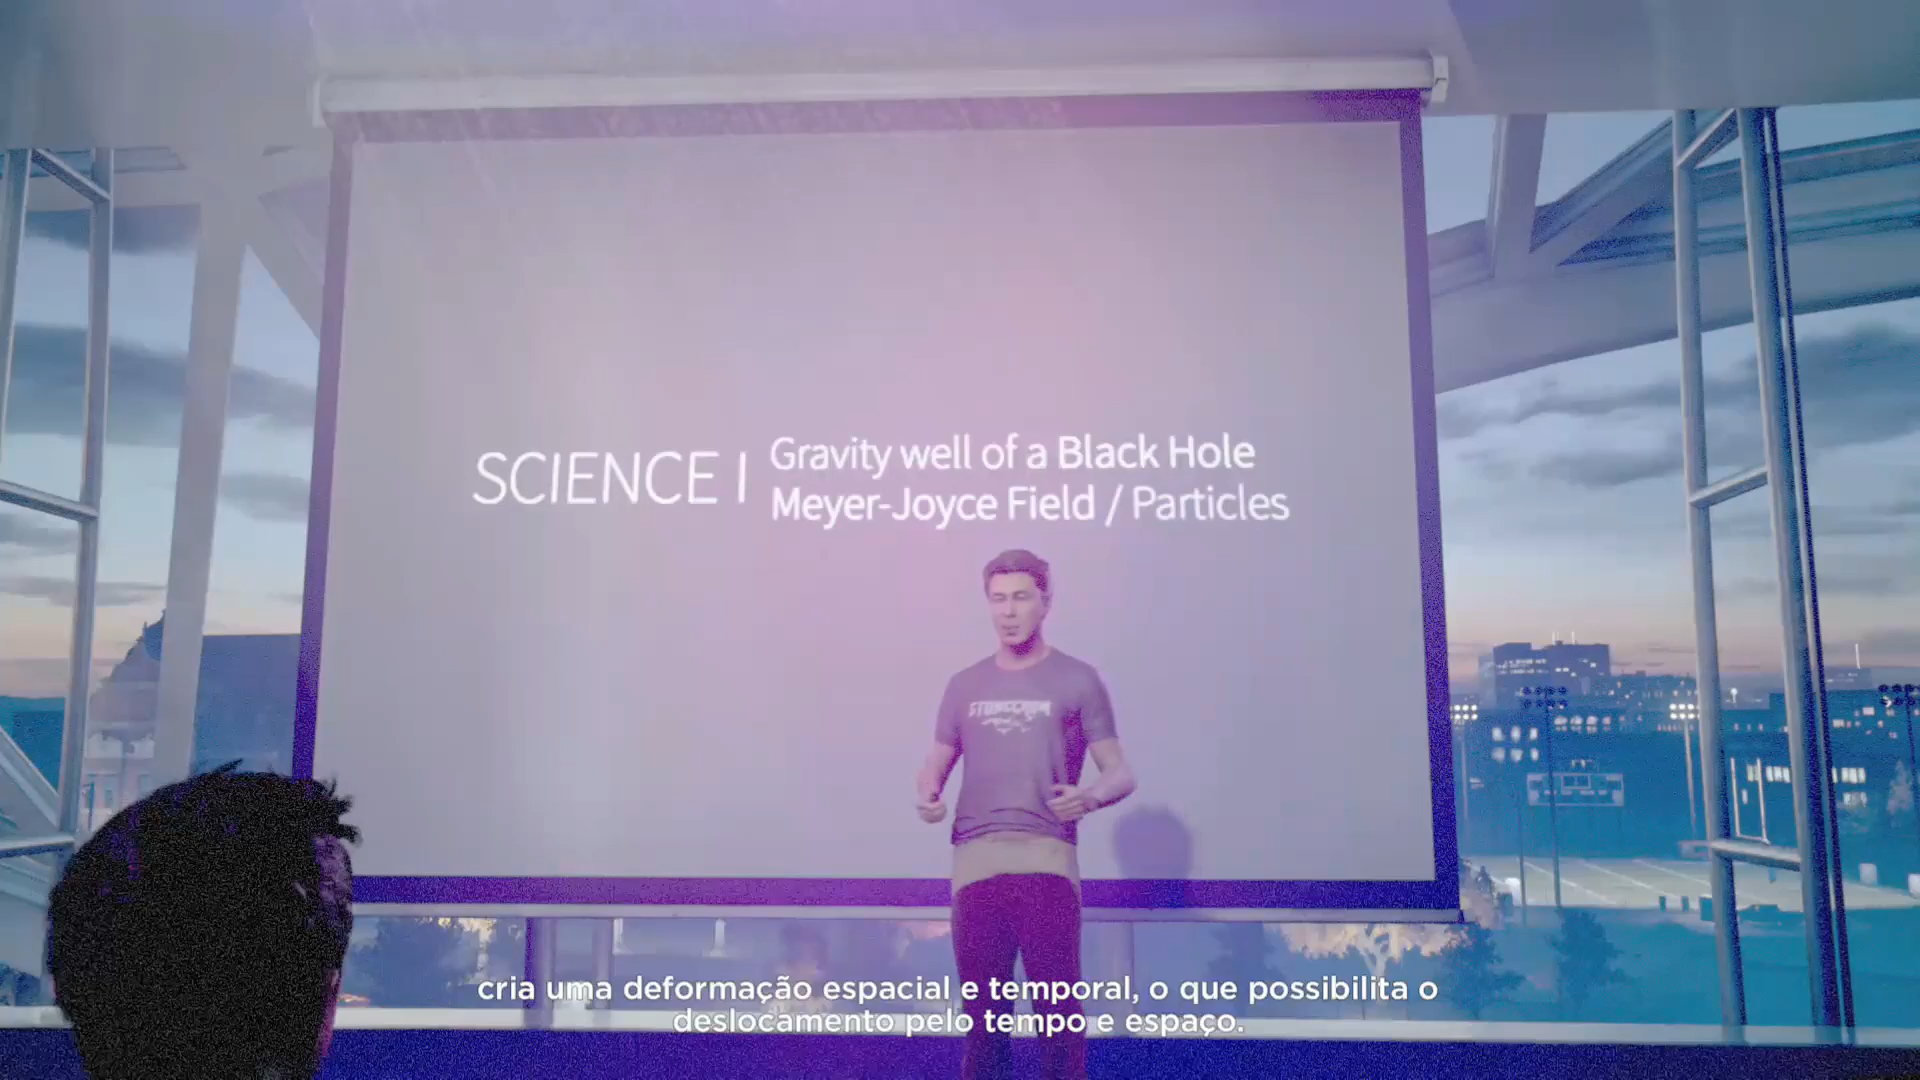 SCIENCE | Gravity well of a Black Hole
Meyer-Joyce Field / Particles
cria uma deformação espacial e temporal, o que possibilita o
deslocamento pelo tempo e espaço.